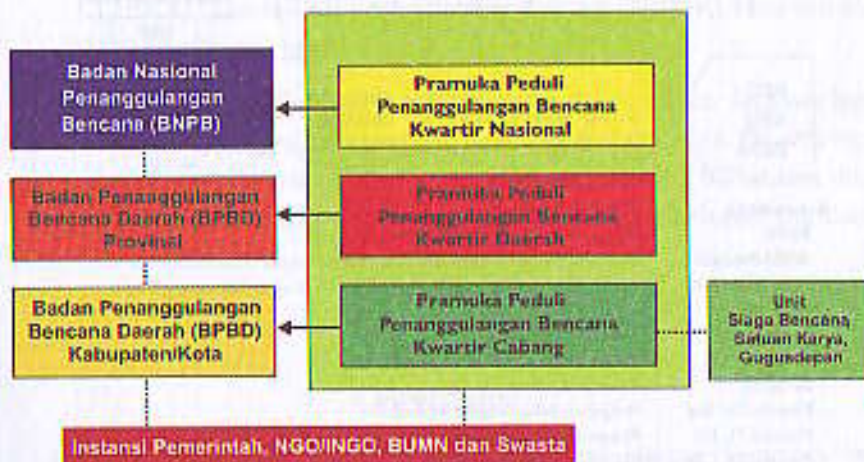 Badan Nasional
Penanggulangan
Bencana (BNPB)
Pramuka Peduli
Penanggulangan Bencana
Kwartir Nasional
Badan Penanggulangan
Bencana Daerah (BPBD)
Provinsi
Pramuka Peduli
Penanggulangan Bencana
Kwartir Daerah
Badan Penanggulangan
Bencana Daerah (BPBD)
Kabupaten/Kota
Pramuka Peduli
Penanggulangan Bencana
Kwartir Cabang
Unit
Siaga Bencana
Satuan Karya,
Gugusdepan
Instansi Pemerintah, NGO/INGO, BUMN dan Swasta